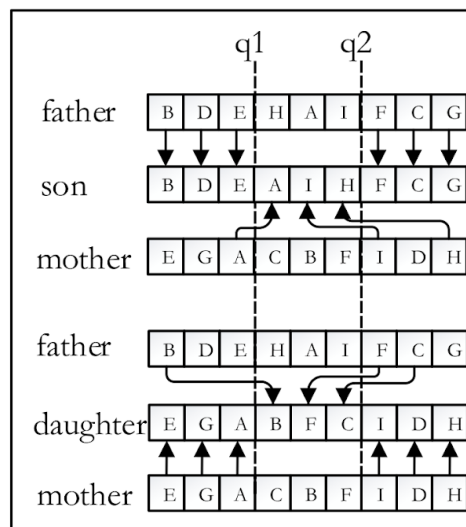 q1 q2
father B D E H A I F C G
son B D E A I H F C G
mother E G A C B F I D H
father B D E H A I F C G
daughter E G A B F C I D H
mother E G A C B F I D H